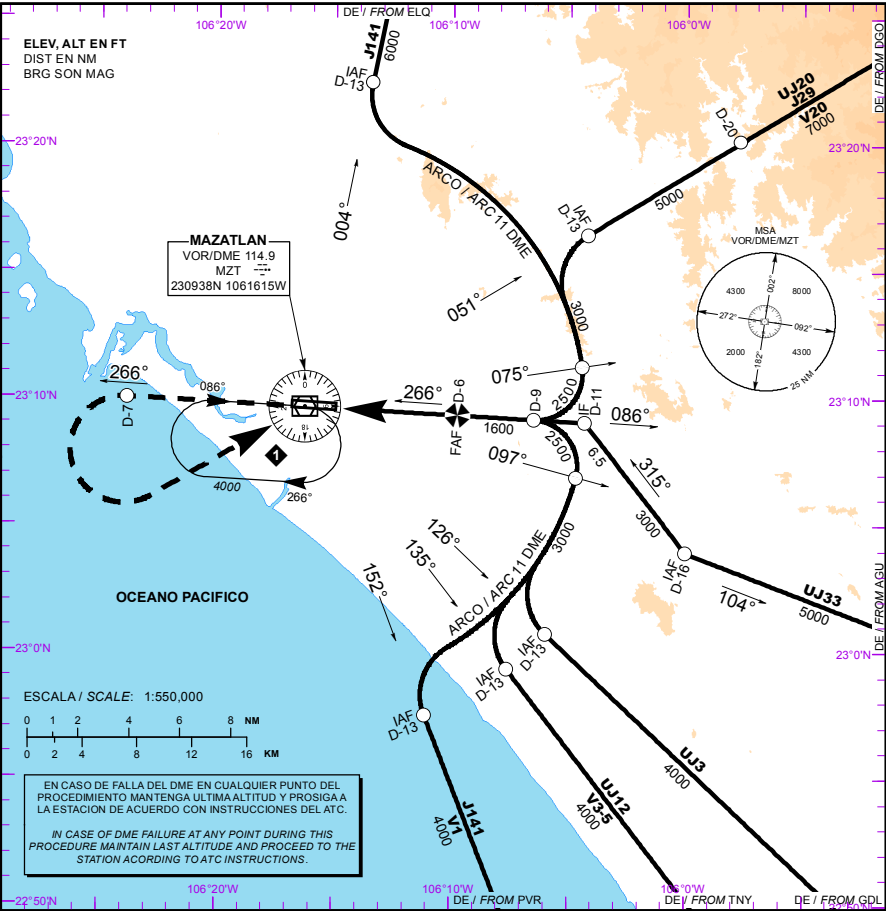 DE / FROM ELQ
106°20'W
106°10'W
106°0'W
ELEV, ALT EN FT
DIST EN NM
BRG SON MAG
J141
6000
IAF
D-13
DE / FROM DGO
UJ20
J29
V20
7000
D-20
23°20'N
23°20'N
ARCO / ARC 11 DME
5000
IAF
D-13
004°
MAZATLAN
VOR/DME 114.9
MZT
230938N 1061615W
051°
3000
MSA
VOR/DME/MZT
4300
8000
002°
272°
092°
2000
4300
182°
25 NM
266°
086°
D-7
0
18
266°
D-6
075°
2500
D-9
IF
D-11
086°
23°10'N
23°10'N
1600
FAF
2500
6.5
097°
315°
3000
1
4000
266°
126°
135°
152°
3000
ARCO / ARC 11 DME
IAF
D-16
104°
UJ33
5000
DE / FROM AGU
OCEANO PACIFICO
23°0'N
23°0'N
IAF
D-13
IAF
D-13
IAF
D-13
ESCALA / SCALE: 1:550,000
0 1 2 4 6 8 NM
0 2 4 8 12 16 KM
EN CASO DE FALLA DEL DME EN CUALQUIER PUNTO DEL
PROCEDIMIENTO MANTENGA ULTIMA ALTITUD Y PROSIGA A
LA ESTACION DE ACUERDO CON INSTRUCCIONES DEL ATC.
IN CASE OF DME FAILURE AT ANY POINT DURING THIS
PROCEDURE MAINTAIN LAST ALTITUDE AND PROCEED TO THE
STATION ACORDING TO ATC INSTRUCTIONS.
J141
V1
4000
UJ12
V3-5
4000
UJ3
4000
22°50'N
106°20'W
106°10'W
106°0'W
DE / FROM PVR
DE / FROM TNY
DE / FROM GDL